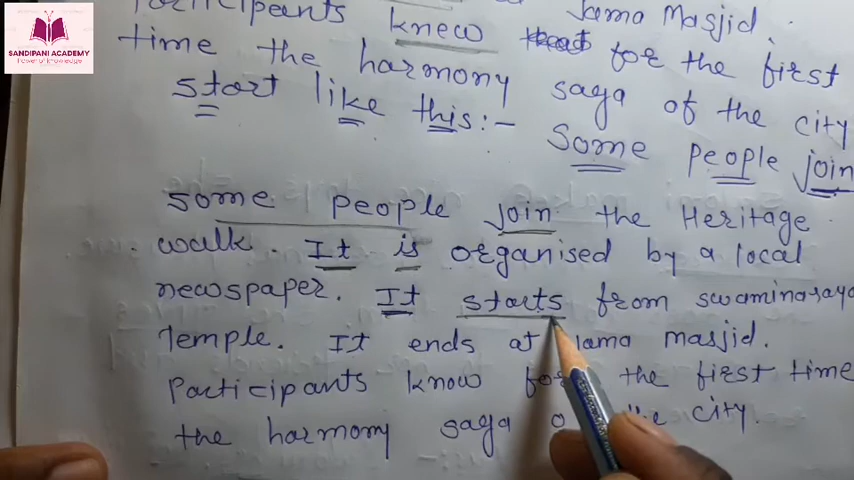 SANDIPANI ACADEMY
Power of knowledge
Participants knew for the first
Jama Masjid.
time the harmony saga of the city
start like this:-
Some People join
Some People join the Heritage
walk. It is organised by a local
newspaper. It starts from swaminaraya
Temple. It ends at Jama masjid.
Participants know for the first time
the harmony saga the city.